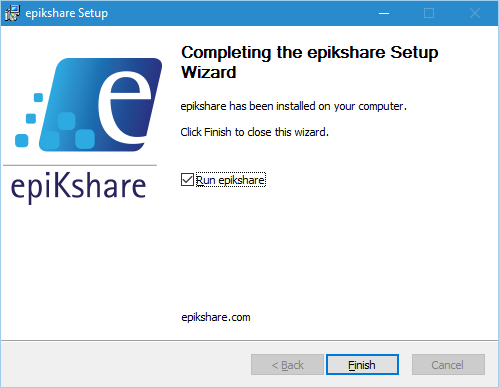 epikshare Setup
Completing the epikshare Setup
Wizard
epikshare has been installed on your computer.
Click Finish to close this wizard.
e
epiKshare
Run epikshare
epikshare.com
< Back
Finish
Cancel